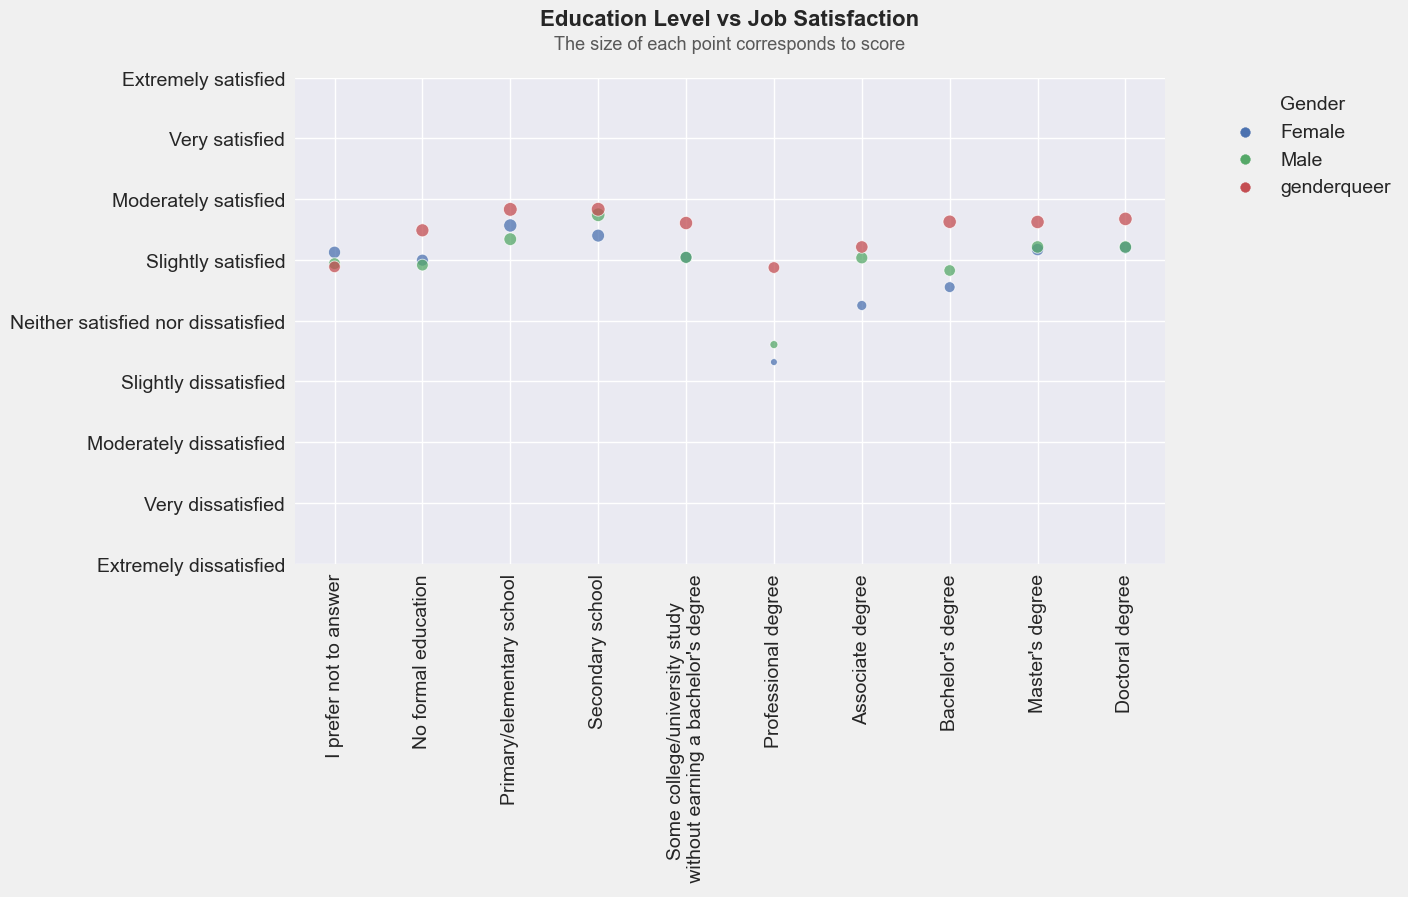 Education Level vs Job Satisfaction
The size of each point corresponds to score
Extremely satisfied
Very satisfied
Moderately satisfied
Slightly satisfied
Neither satisfied nor dissatisfied
Slightly dissatisfied
Moderately dissatisfied
Very dissatisfied
Extremely dissatisfied
Gender
Female
Male
genderqueer
I prefer not to answer
No formal education
Primary/elementary school
Secondary school
Some college/university study
without earning a bachelor's degree
Professional degree
Associate degree
Bachelor's degree
Master's degree
Doctoral degree